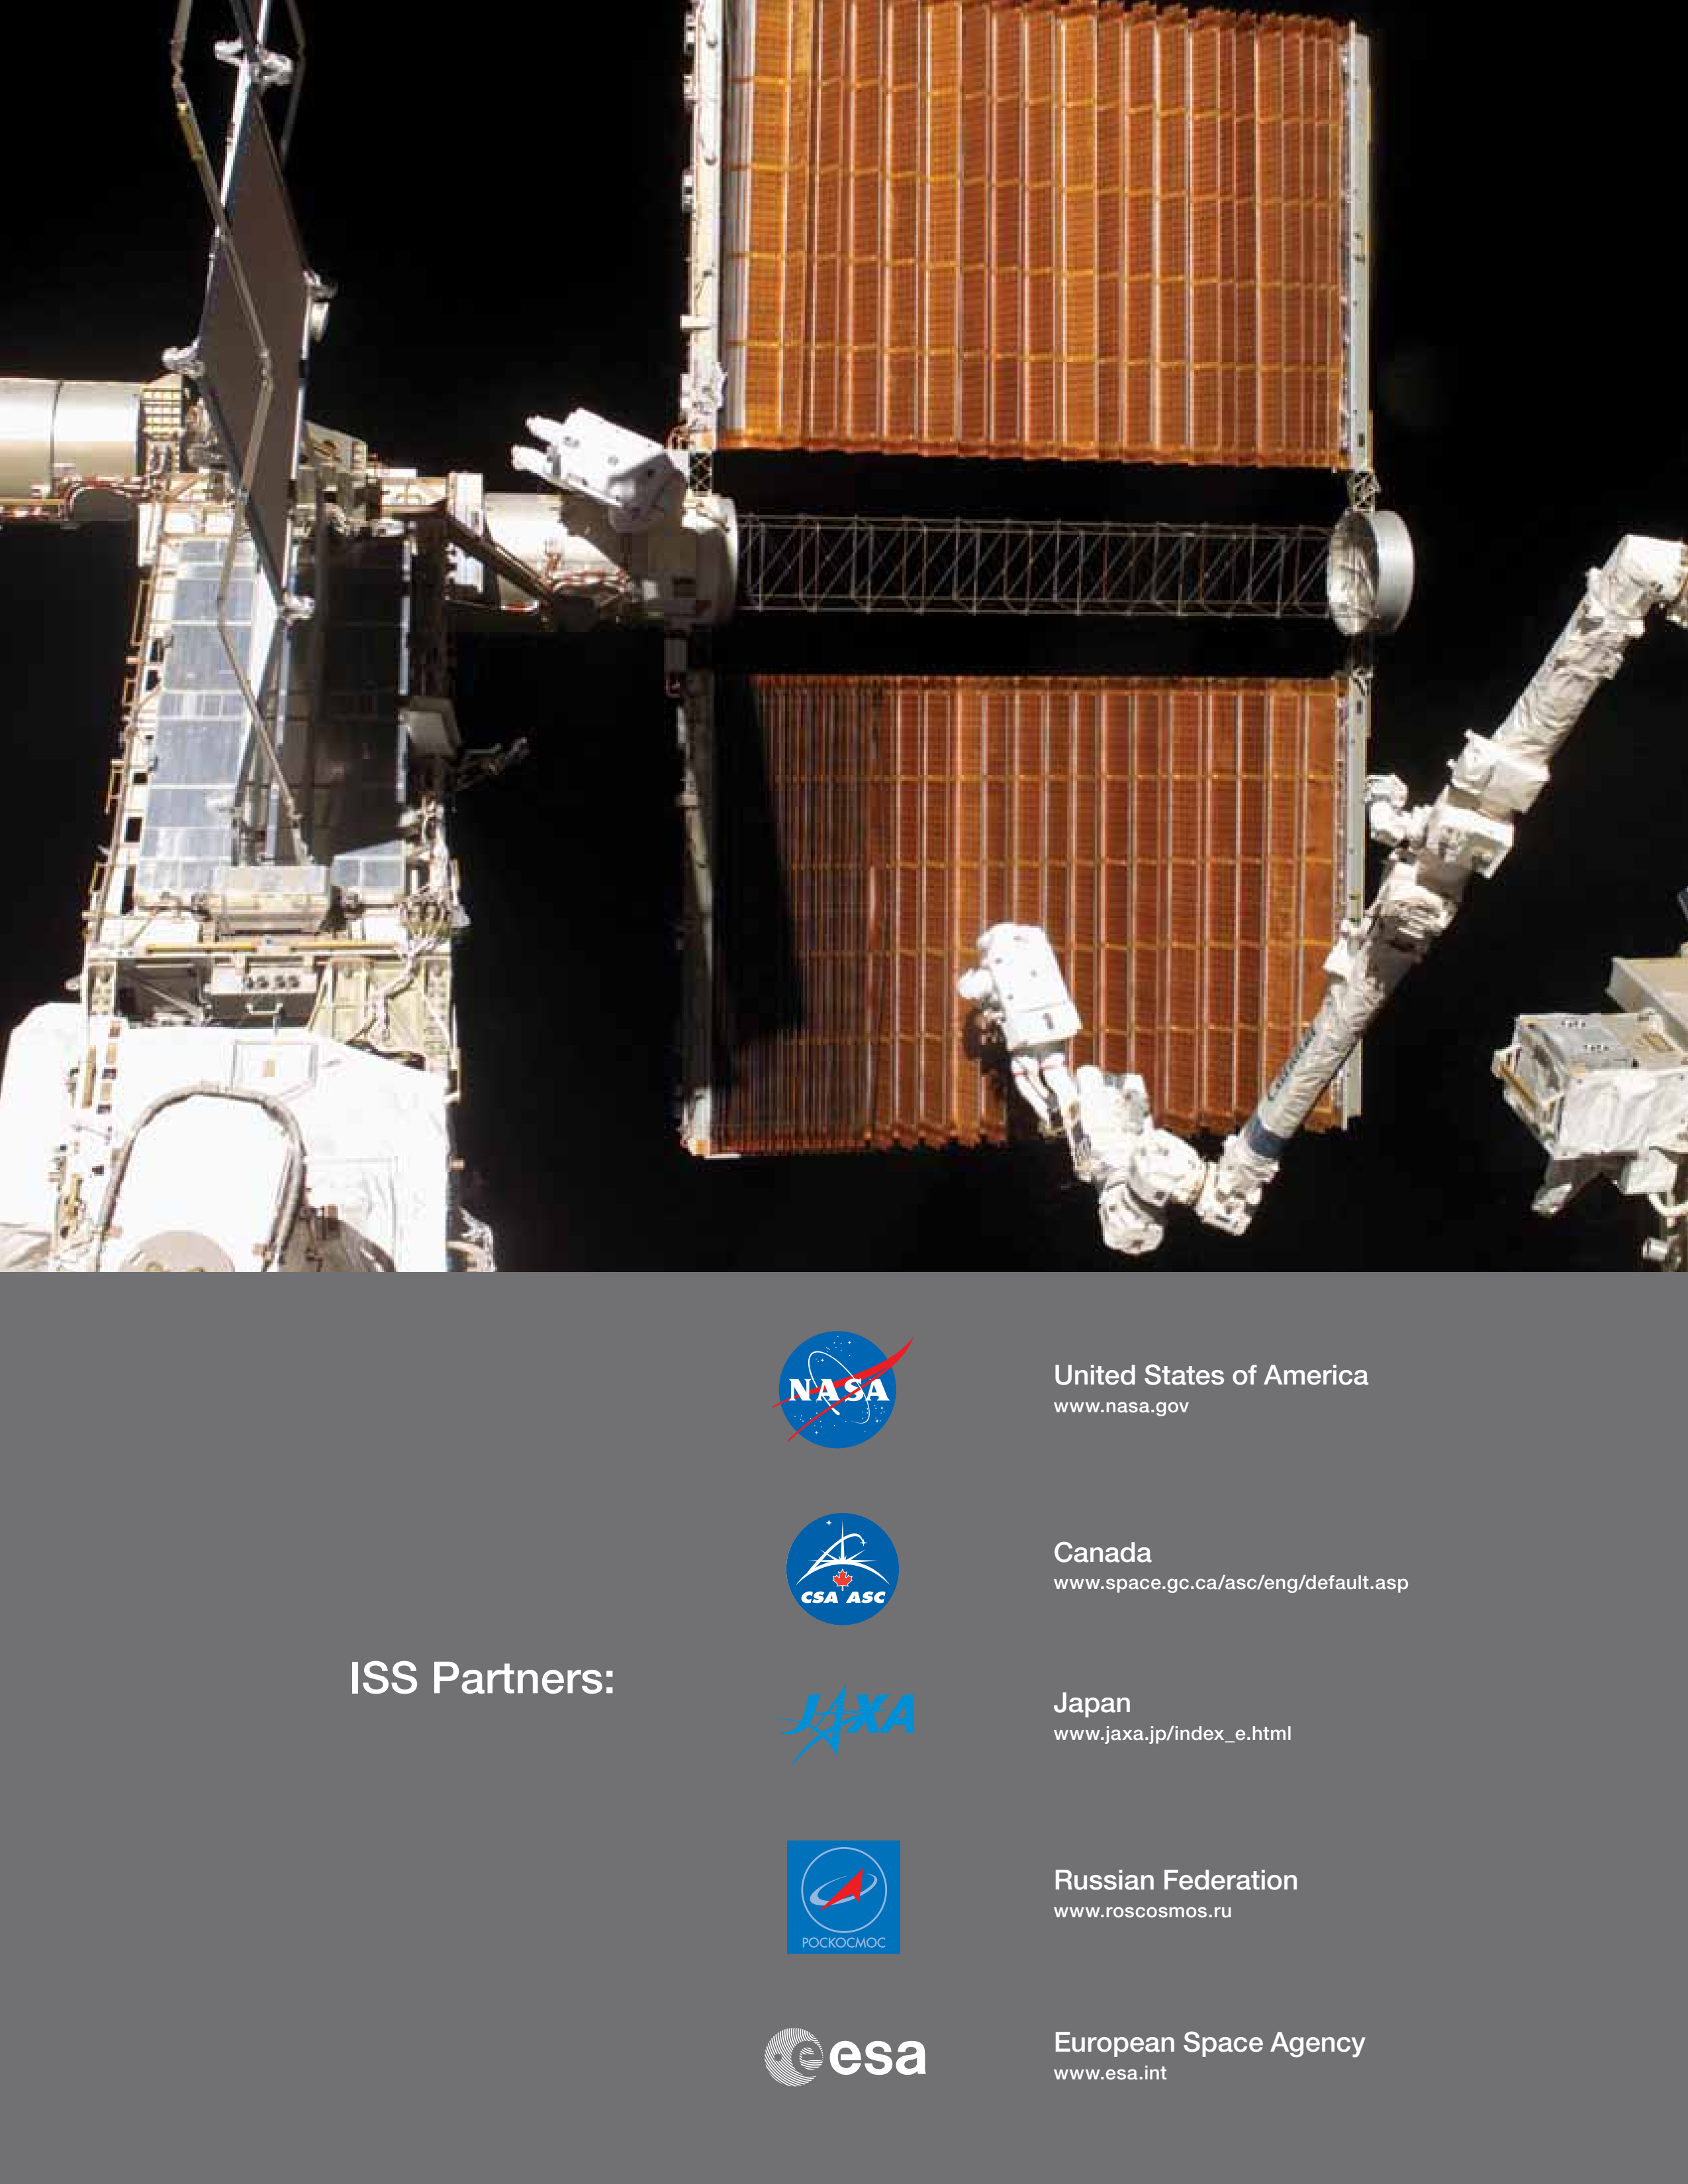 NASA
United States of America
www.nasa.gov
CSA ASC
Canada
www.space.gc.ca/asc/eng/default.asp
ISS Partners:
JAXA
Japan
www.jaxa.jp/index_e.html
РОСКОСМОС
Russian Federation
www.roscosmos.ru
esa
European Space Agency
www.esa.int